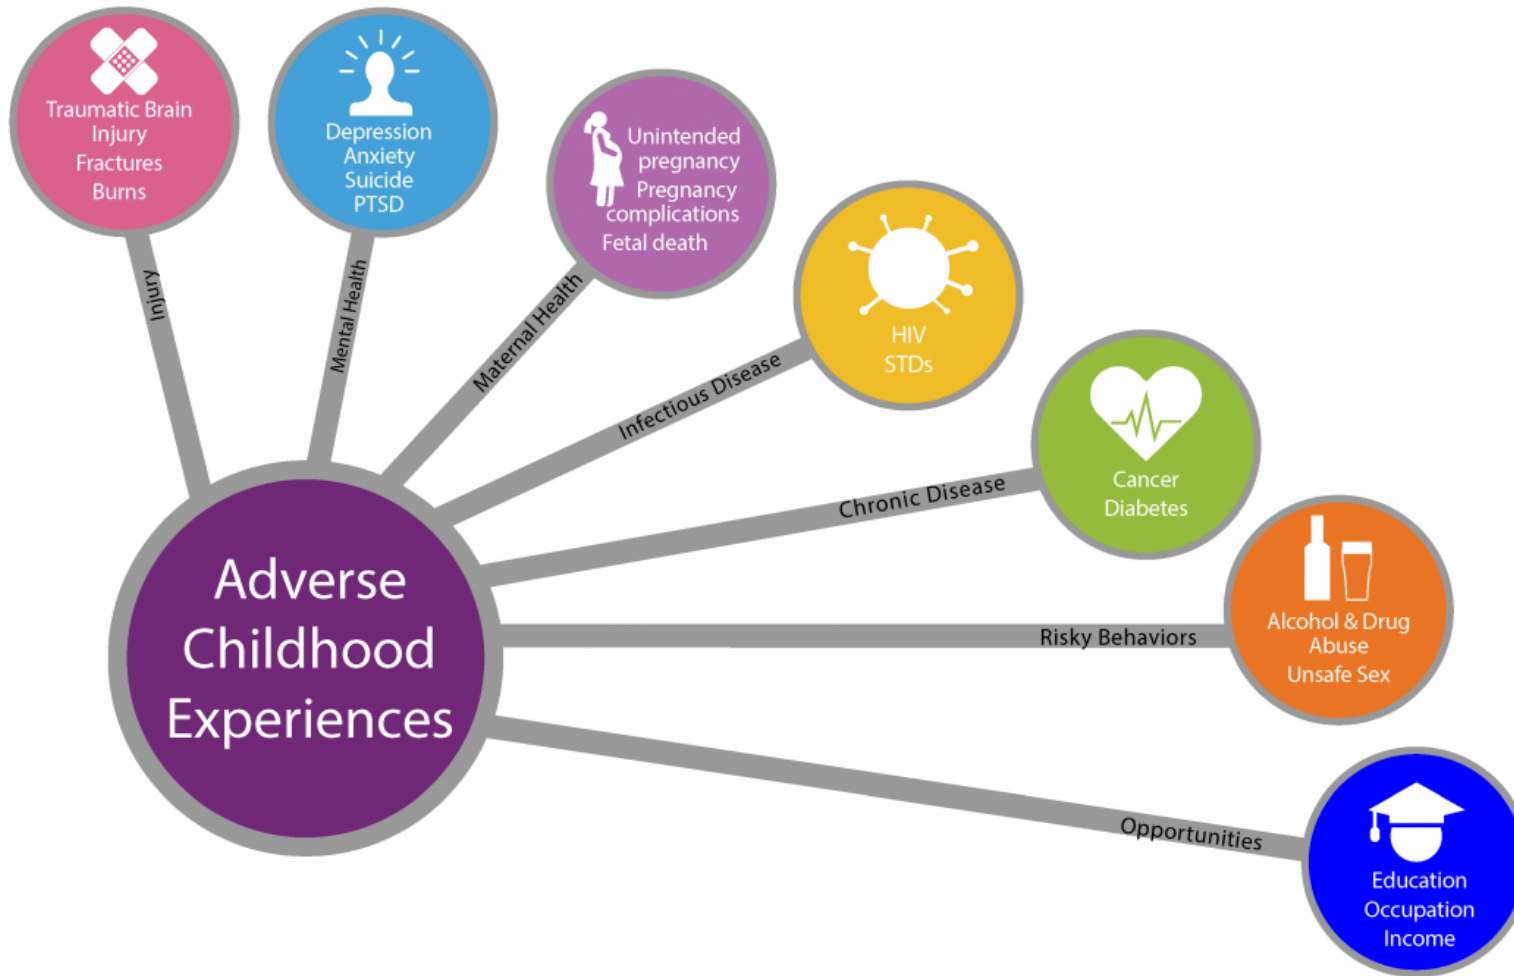 Traumatic Brain
Injury
Fractures
Burns
Injury
Depression
Anxiety
Suicide
PTSD
Mental Health
Unintended
pregnancy
Pregnancy
complications
Fetal death
Maternal Health
HIV
STDs
Infectious Disease
Cancer
Diabetes
Chronic Disease
Alcohol & Drug
Abuse
Unsafe Sex
Risky Behaviors
Education
Occupation
Income
Opportunities
Adverse
Childhood
Experiences